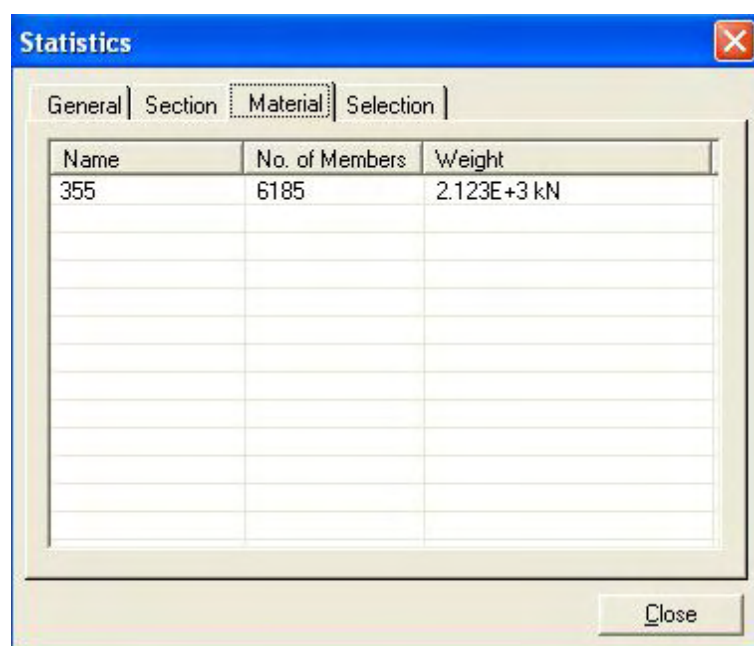 Statistics
General Section Material Selection
Name No. of Members Weight
355 6185 2.123E+3 kN
Close